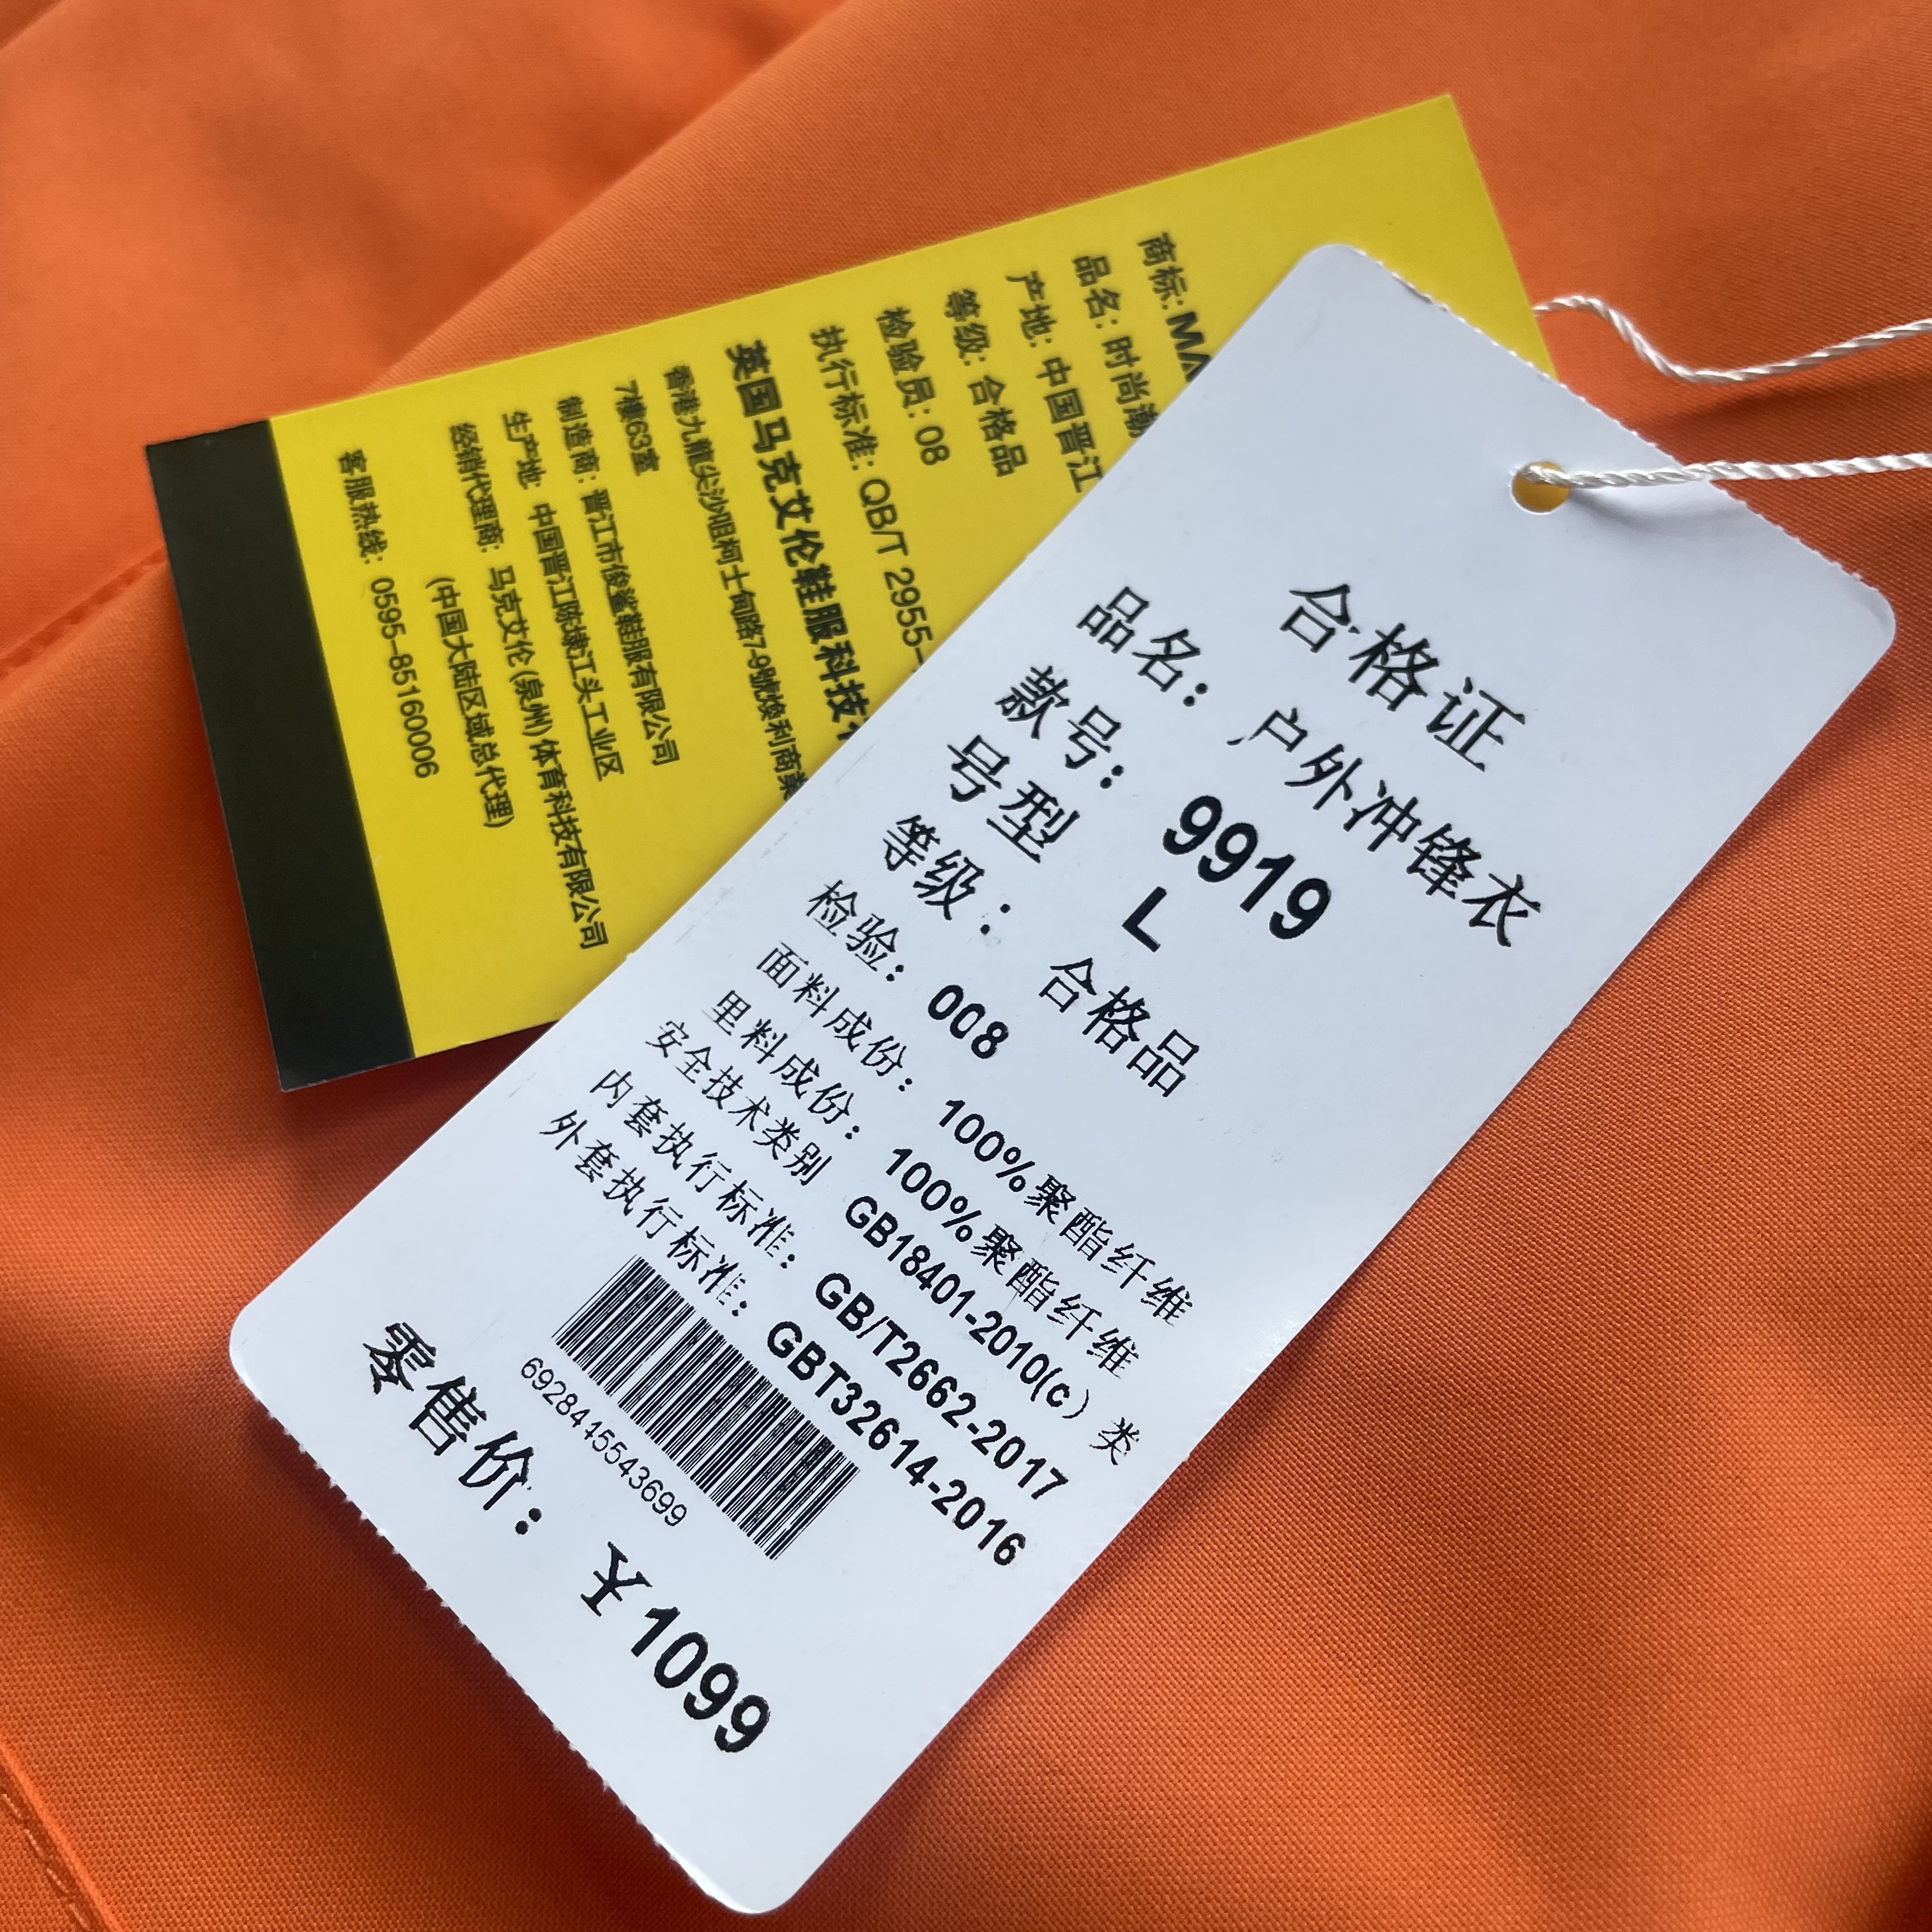 合格证
品名: 户外冲锋衣
款号: 9919
号型 L
等级: 合格品
检验: 008
面料成份: 100%聚酯纤维
里料成份: 100%聚酯纤维
安全技术类别 GB18401-2010(c) 类
内套执行标准: GB/T2662-2017
外套执行标准: GBT32614-2016
6928415543699
零售价: ¥1099
商标: MA
品名: 时尚
产地: 中国晋江
等级: 合格品
检验员: 08
执行标准: QB/T 2955-
英国马克艾伦鞋服科技
香港九龍尖沙咀柯士甸路7-9號煥利商業
7樓63室
制造商: 晋江市俊鲨鞋服有限公司
生产地: 中国晋江陈埭江头工业区
经销代理商: 马克艾伦(泉州)体育科技有限公司
(中国大陆区域总代理)
客服热线: 0595-85160006